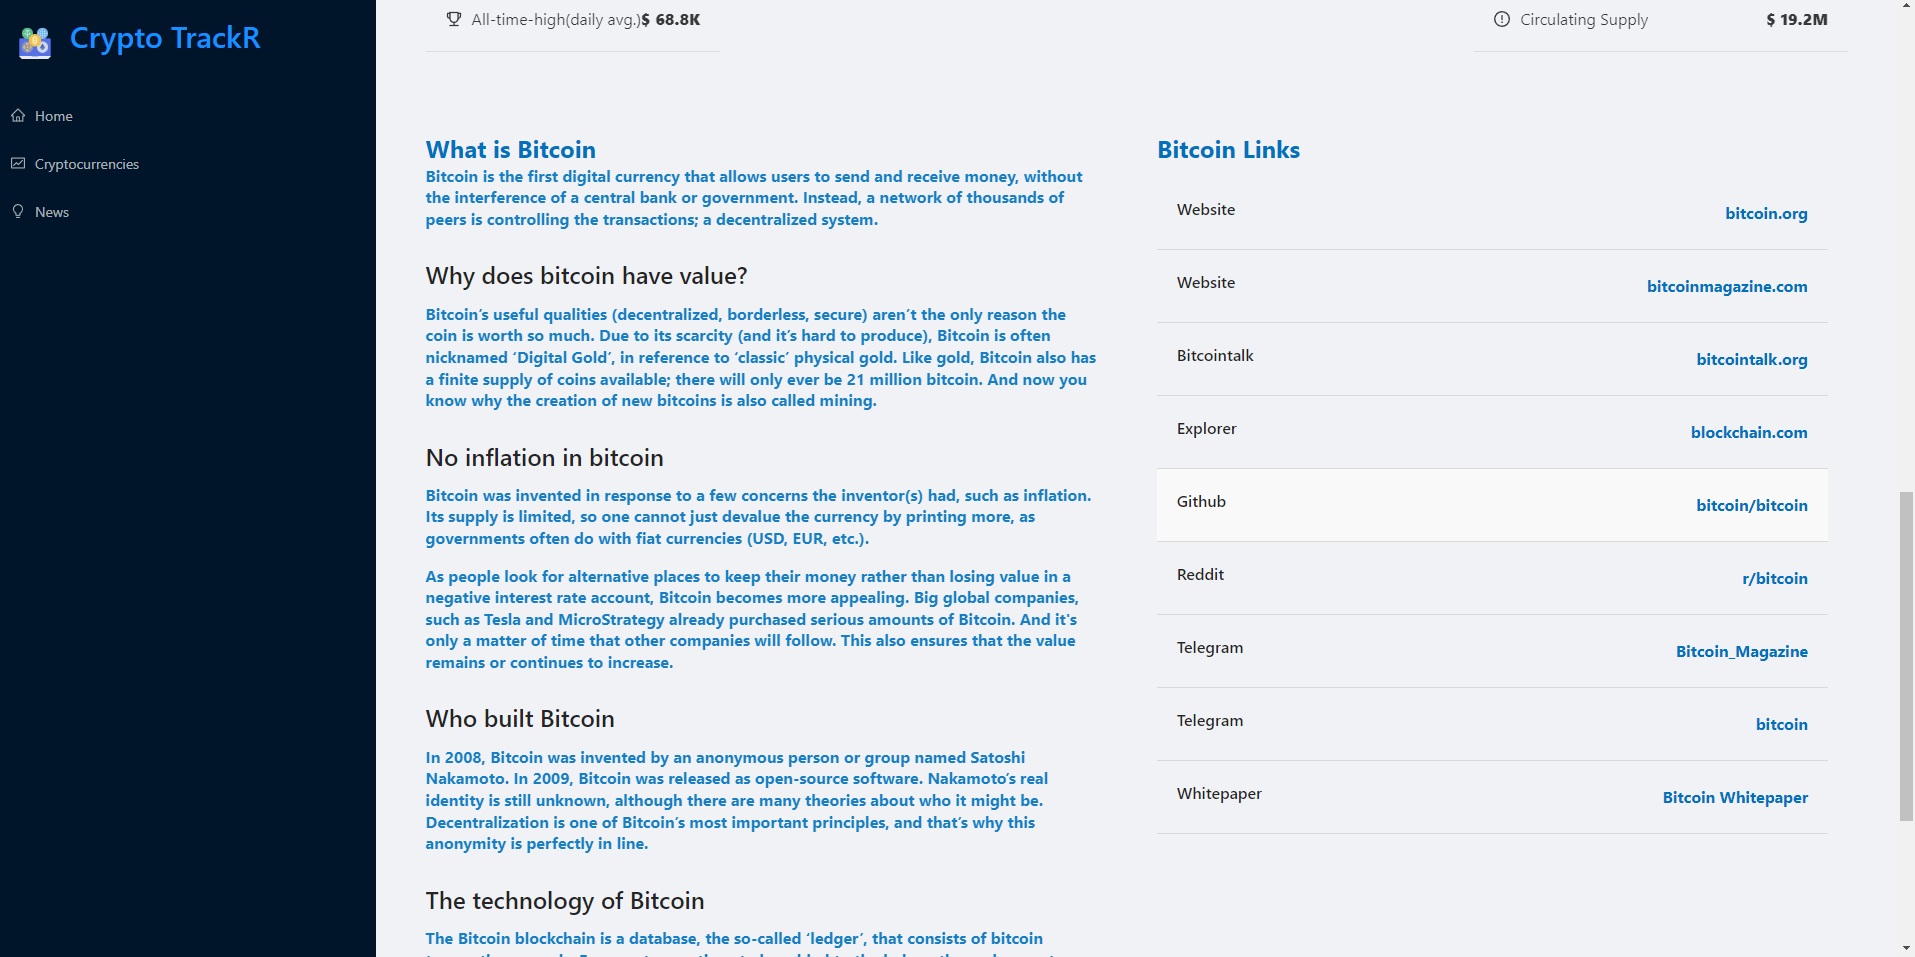 Crypto TrackR
Home
Cryptocurrencies
News
All-time-high(daily avg.)$ 68.8K
Circulating Supply $ 19.2M
What is Bitcoin
Bitcoin is the first digital currency that allows users to send and receive money, without
the interference of a central bank or government. Instead, a network of thousands of
peers is controlling the transactions; a decentralized system.
Why does bitcoin have value?
Bitcoin’s useful qualities (decentralized, borderless, secure) aren’t the only reason the
coin is worth so much. Due to its scarcity (and it’s hard to produce), Bitcoin is often
nicknamed ‘Digital Gold’, in reference to ‘classic’ physical gold. Like gold, Bitcoin also has
a finite supply of coins available; there will only ever be 21 million bitcoin. And now you
know why the creation of new bitcoins is also called mining.
No inflation in bitcoin
Bitcoin was invented in response to a few concerns the inventor(s) had, such as inflation.
Its supply is limited, so one cannot just devalue the currency by printing more, as
governments often do with fiat currencies (USD, EUR, etc.).
As people look for alternative places to keep their money rather than losing value in a
negative interest rate account, Bitcoin becomes more appealing. Big global companies,
such as Tesla and MicroStrategy already purchased serious amounts of Bitcoin. And it's
only a matter of time that other companies will follow. This also ensures that the value
remains or continues to increase.
Who built Bitcoin
In 2008, Bitcoin was invented by an anonymous person or group named Satoshi
Nakamoto. In 2009, Bitcoin was released as open-source software. Nakamoto’s real
identity is still unknown, although there are many theories about who it might be.
Decentralization is one of Bitcoin’s most important principles, and that’s why this
anonymity is perfectly in line.
The technology of Bitcoin
The Bitcoin blockchain is a database, the so-called ‘ledger’, that consists of bitcoin
Bitcoin Links
Website bitcoin.org
Website bitcoinmagazine.com
Bitcointalk bitcointalk.org
Explorer blockchain.com
Github bitcoin/bitcoin
Reddit r/bitcoin
Telegram Bitcoin_Magazine
Telegram bitcoin
Whitepaper Bitcoin Whitepaper